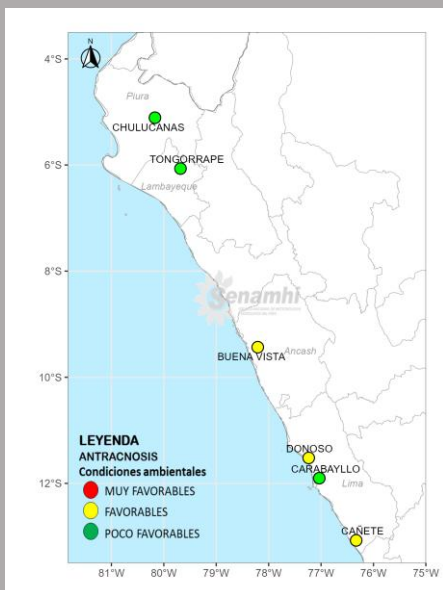 N
4°S
Piura
CHULUCANAS
TONGORRAPE
6°S
Lambayeque
8°S
Senamhi
BUENA VISTA
Ancash
10°S
LEYENDA
ANTRACNOSIS
Condiciones ambientales
MUY FAVORABLES
FAVORABLES
POCO FAVORABLES
DONOSO
CARABAYLLO
12°S
Lima
CAÑETE
81°W 80°W 79°W 78°W 77°W 76°W 75°W